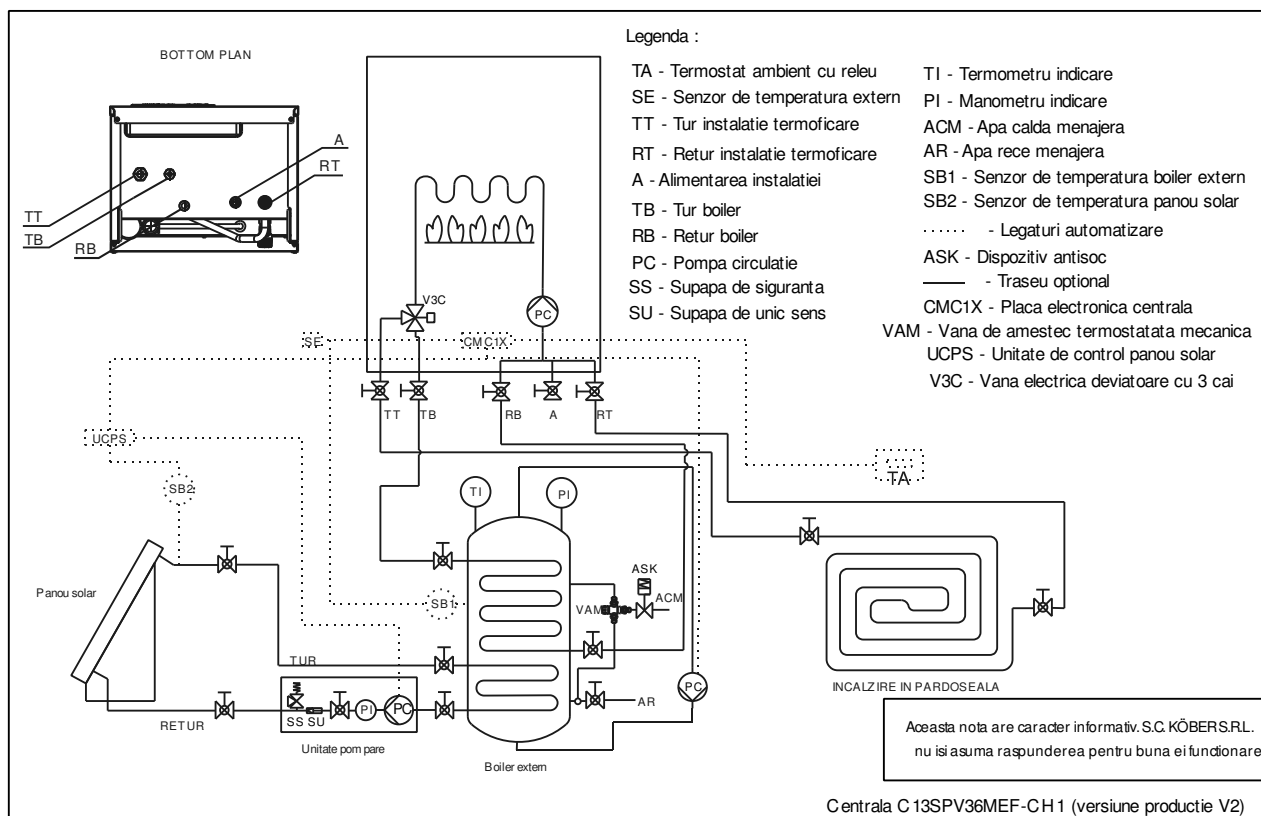 BOTTOM PLAN
A
RT
TT
TB
RB
Legenda :
TA - Termostat ambient cu releu
SE - Senzor de temperatura extern
TT - Tur instalatie termoficare
RT - Retur instalatie termoficare
A - Alimentarea instalatiei
TB - Tur boiler
RB - Retur boiler
PC - Pompa circulatie
SS - Supapa de siguranta
SU - Supapa de unic sens
TI - Termometru indicare
PI - Manometru indicare
ACM - Apa calda menajera
AR - Apa rece menajera
SB1 - Senzor de temperatura boiler extern
SB2 - Senzor de temperatura panou solar
- Legaturi automatizare
ASK - Dispozitiv antisoc
- Traseu optional
CMC1X - Placa electronica centrala
VAM - Vana de amestec termostatata mecanica
UCPS - Unitate de control panou solar
V3C - Vana electrica deviatoare cu 3 cai
V3C
PC
SE
CMC1X
TT
TB
RB
A
RT
UCPS
SB2
TA
TI
PI
Panou solar
SB1
ASK
VAM
ACM
TUR
RETUR
SS SU
PI
PC
Unitate pompare
Boiler extern
AR
PC
INCALZIRE IN PARDOSEALA
Aceasta nota are caracter informativ. S.C. KÖBER S.R.L.
nu isi asuma raspunderea pentru buna ei functionare
Centrala C13SPV36MEF-CH1 (versiune productie V2)